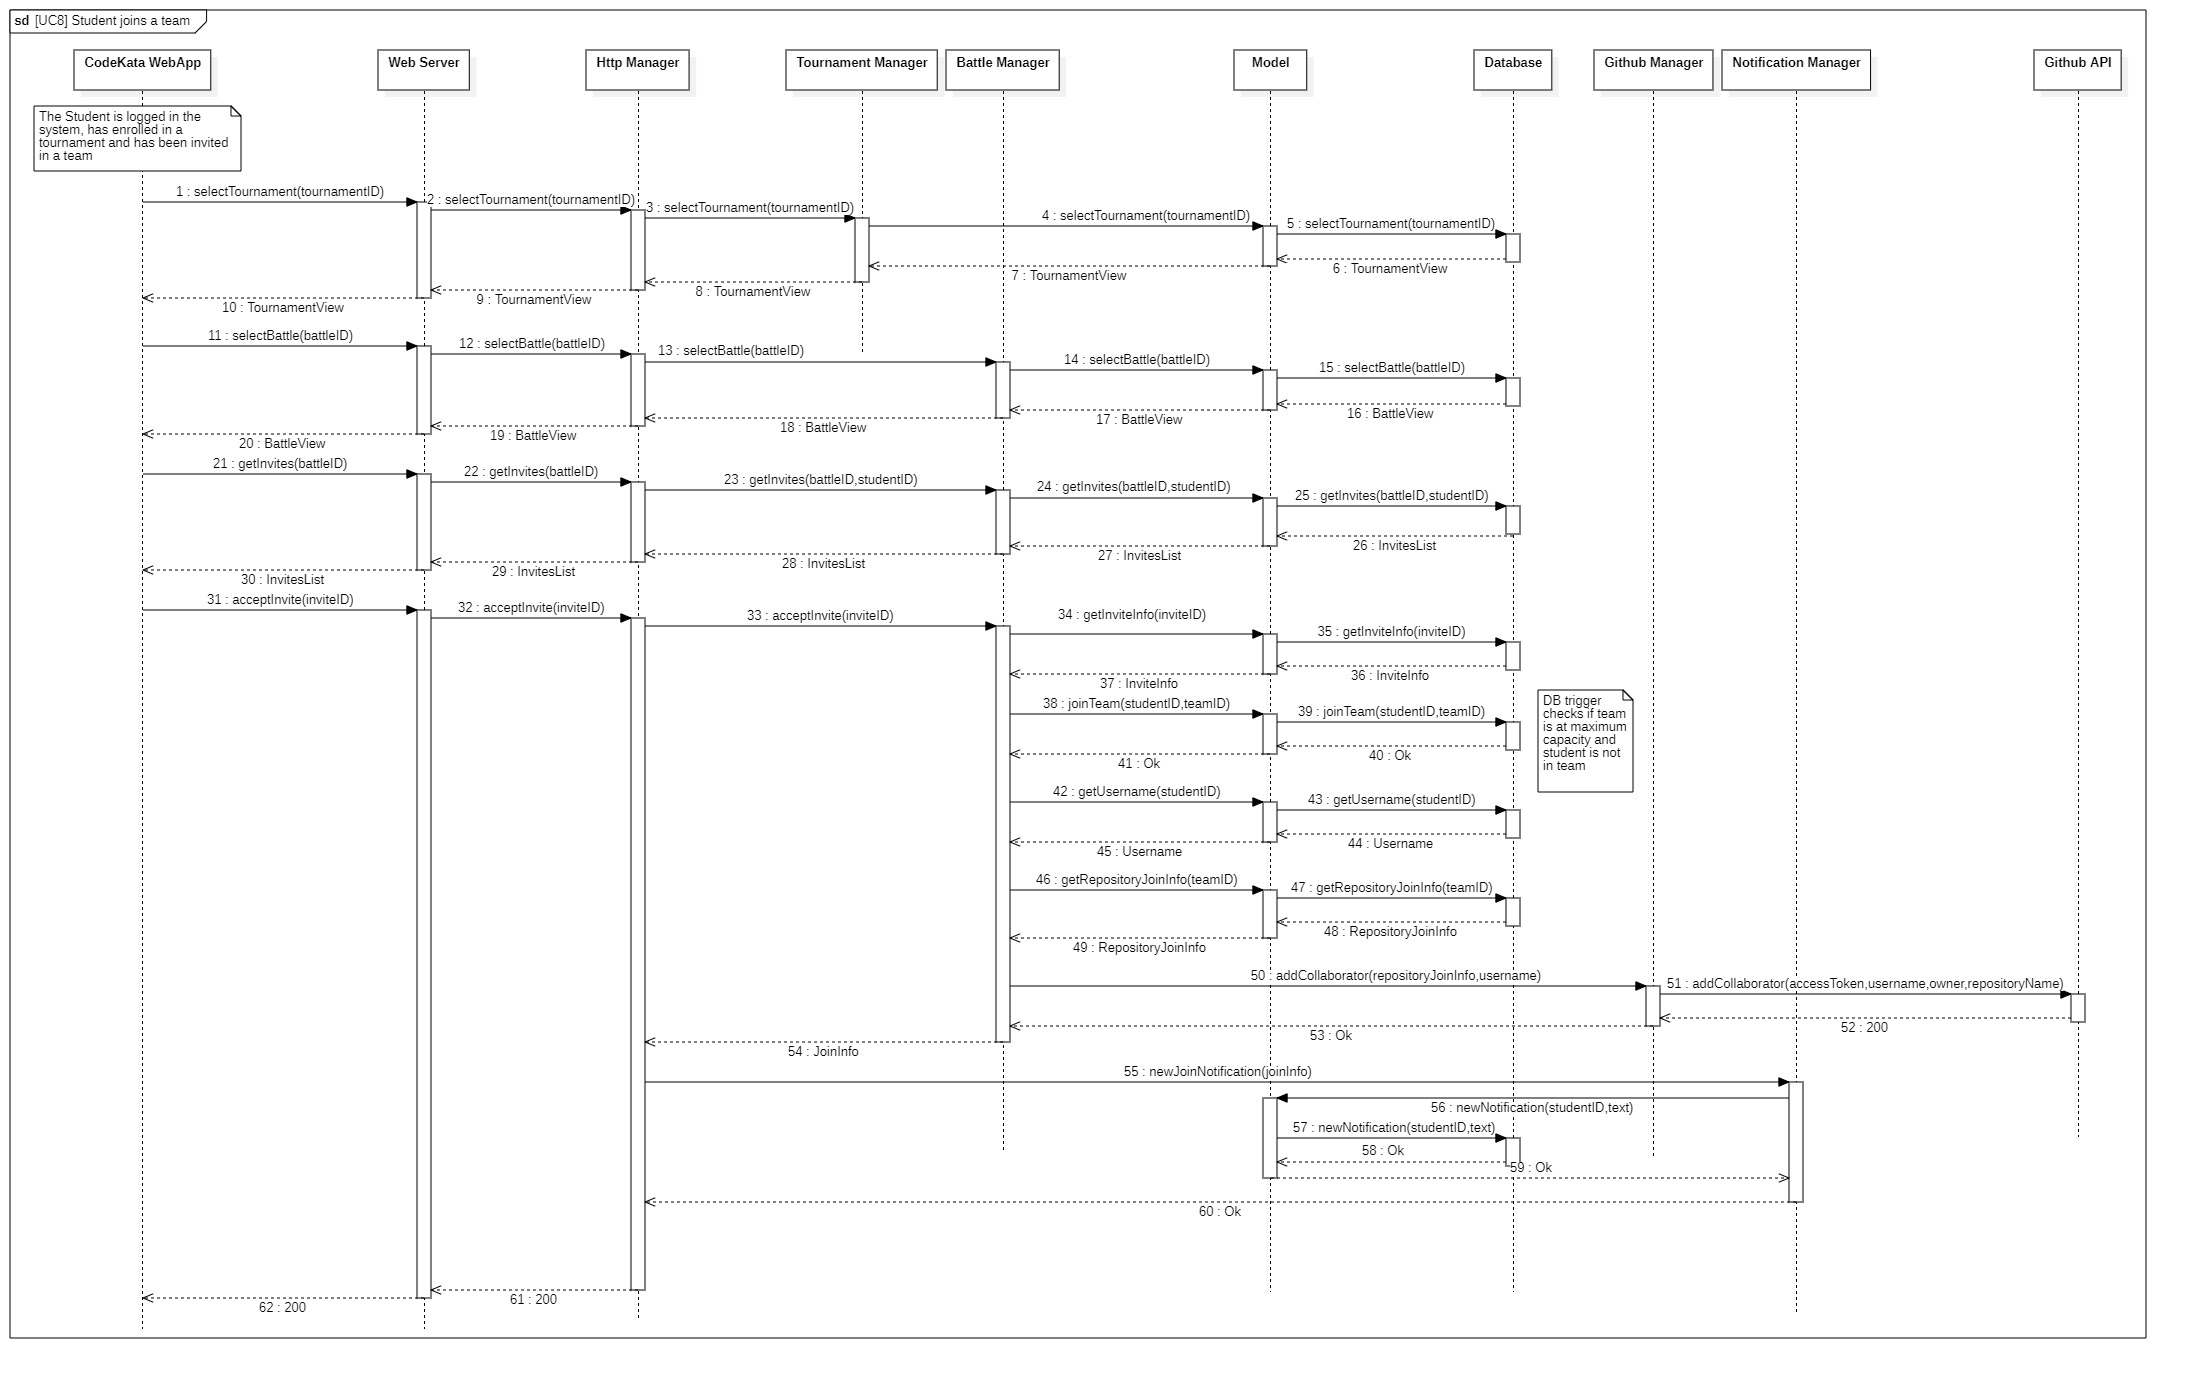 sd [UC8] Student joins a team
CodeKata WebApp
Web Server
Http Manager
Tournament Manager
Battle Manager
Model
Database
Github Manager
Notification Manager
Github API
The Student is logged in the
system, has enrolled in a
tournament and has been invited
in a team
1 : selectTournament(tournamentID)
2 : selectTournament(tournamentID)
3 : selectTournament(tournamentID)
4 : selectTournament(tournamentID)
5 : selectTournament(tournamentID)
6 : TournamentView
7 : TournamentView
8 : TournamentView
9 : TournamentView
10 : TournamentView
11 : selectBattle(battleID)
12 : selectBattle(battleID)
13 : selectBattle(battleID)
14 : selectBattle(battleID)
15 : selectBattle(battleID)
16 : BattleView
17 : BattleView
18 : BattleView
19 : BattleView
20 : BattleView
21 : getInvites(battleID)
22 : getInvites(battleID)
23 : getInvites(battleID,studentID)
24 : getInvites(battleID,studentID)
25 : getInvites(battleID,studentID)
26 : InvitesList
27 : InvitesList
28 : InvitesList
29 : InvitesList
30 : InvitesList
31 : acceptInvite(inviteID)
32 : acceptInvite(inviteID)
33 : acceptInvite(inviteID)
34 : getInviteInfo(inviteID)
35 : getInviteInfo(inviteID)
36 : InviteInfo
37 : InviteInfo
38 : joinTeam(studentID,teamID)
39 : joinTeam(studentID,teamID)
40 : Ok
41 : Ok
DB trigger
checks if team
is at maximum
capacity and
student is not
in team
42 : getUsername(studentID)
43 : getUsername(studentID)
44 : Username
45 : Username
46 : getRepositoryJoinInfo(teamID)
47 : getRepositoryJoinInfo(teamID)
48 : RepositoryJoinInfo
49 : RepositoryJoinInfo
50 : addCollaborator(repositoryJoinInfo,username)
51 : addCollaborator(accessToken,username,owner,repositoryName)
52 : 200
53 : Ok
54 : JoinInfo
55 : newJoinNotification(joinInfo)
56 : newNotification(studentID,text)
57 : newNotification(studentID,text)
58 : Ok
59 : Ok
60 : Ok
61 : 200
62 : 200